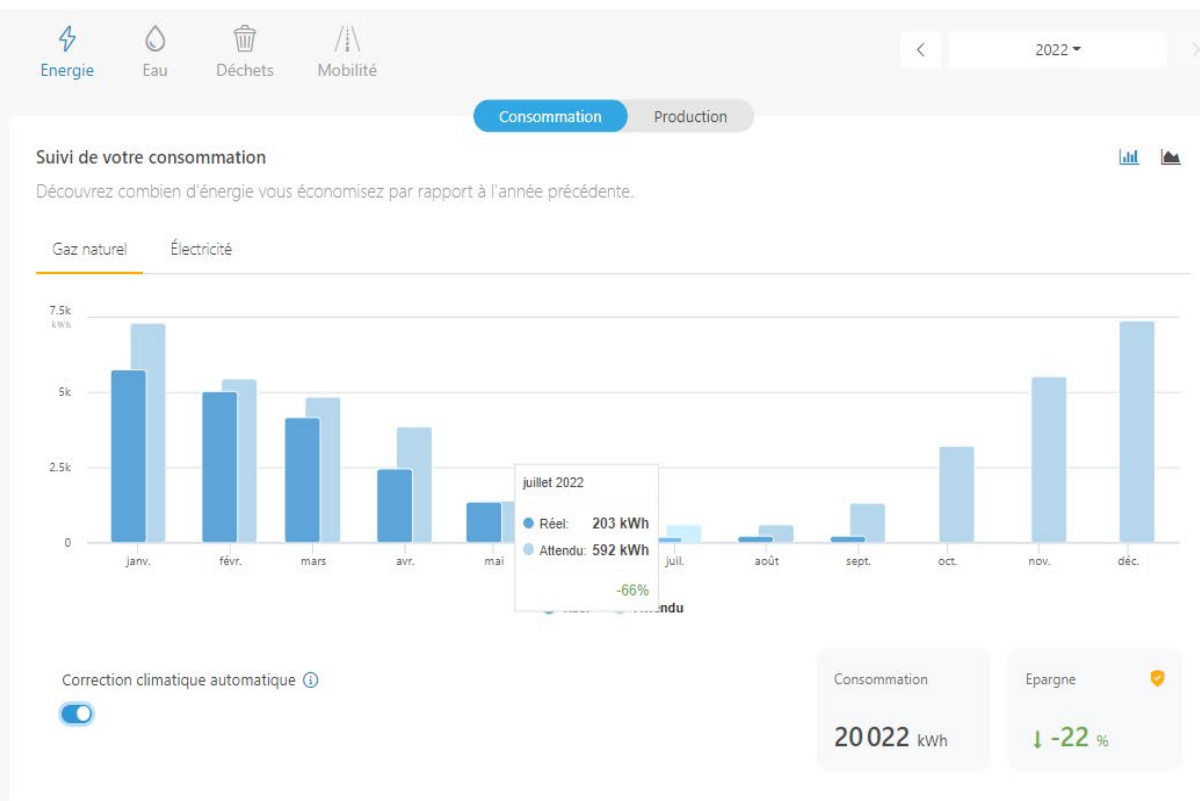 Energie
Eau
Déchets
Mobilité
2022
Consommation
Production
Suivi de votre consommation
Découvrez combien d'énergie vous économisez par rapport à l'année précédente.
Gaz naturel
Électricité
7.5k
kWh
5k
2.5k
0
janv.
févr.
mars
avr.
mai
juil.
août
sept.
oct.
nov.
déc.
juillet 2022
Réel: 203 kWh
Attendu: 592 kWh
-66%
Correction climatique automatique
Consommation
20 022 kWh
Epargne
↓ -22 %